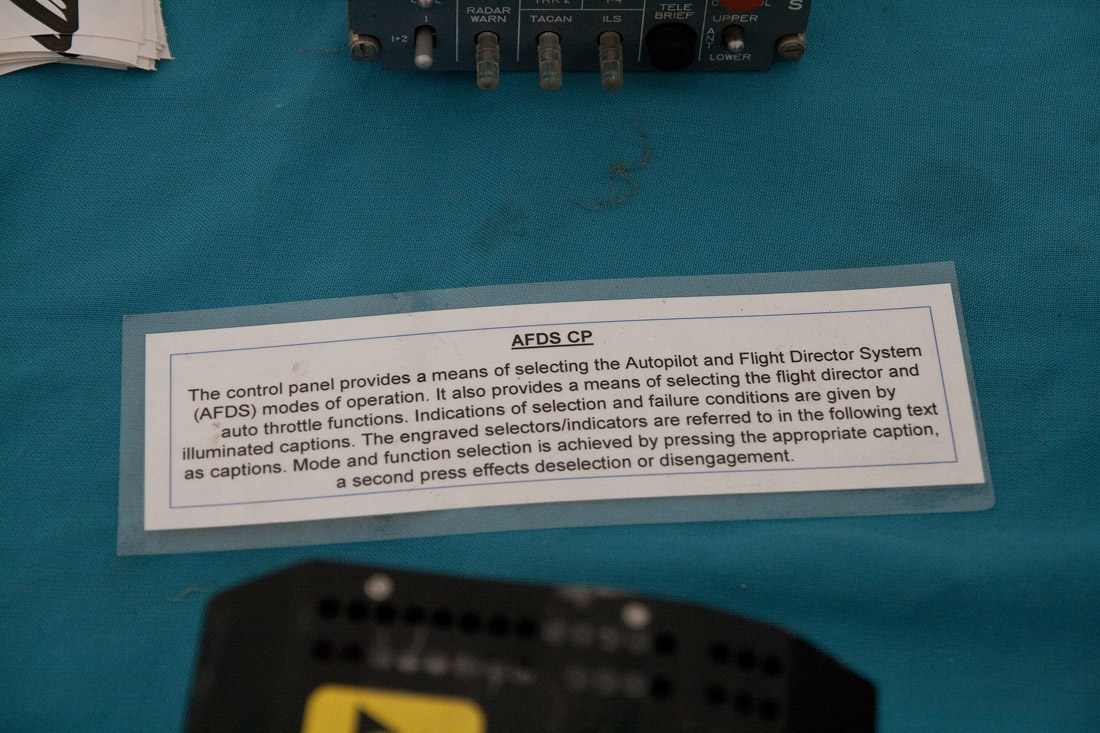 RADAR
WARN
TACAN
ILS
TELE
BRIEF
UPPER
ANT
LOWER
I
I+2
S
AFDS CP
The control panel provides a means of selecting the Autopilot and Flight Director System
(AFDS) modes of operation. It also provides a means of selecting the flight director and
auto throttle functions. Indications of selection and failure conditions are given by
illuminated captions. The engraved selectors/indicators are referred to in the following text
as captions. Mode and function selection is achieved by pressing the appropriate caption,
a second press effects deselection or disengagement.